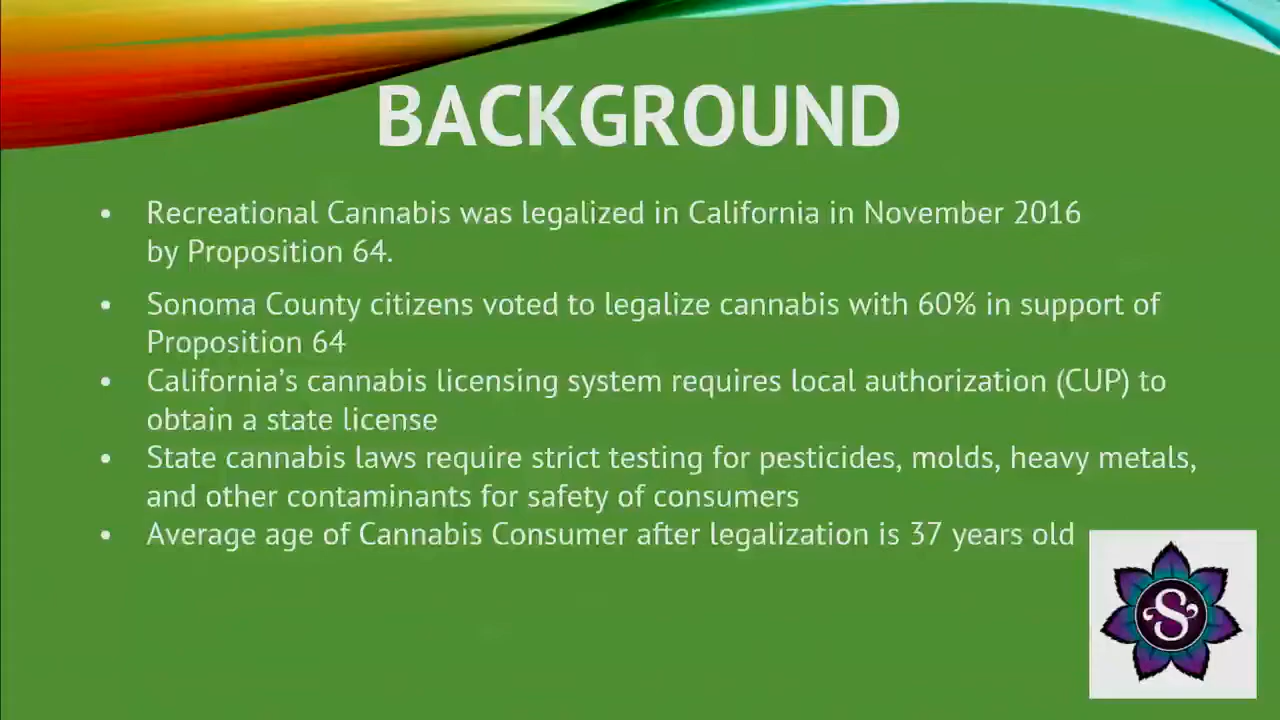 BACKGROUND
• Recreational Cannabis was legalized in California in November 2016
by Proposition 64.
• Sonoma County citizens voted to legalize cannabis with 60% in support of
Proposition 64
• California’s cannabis licensing system requires local authorization (CUP) to
obtain a state license
• State cannabis laws require strict testing for pesticides, molds, heavy metals,
and other contaminants for safety of consumers
• Average age of Cannabis Consumer after legalization is 37 years old
S